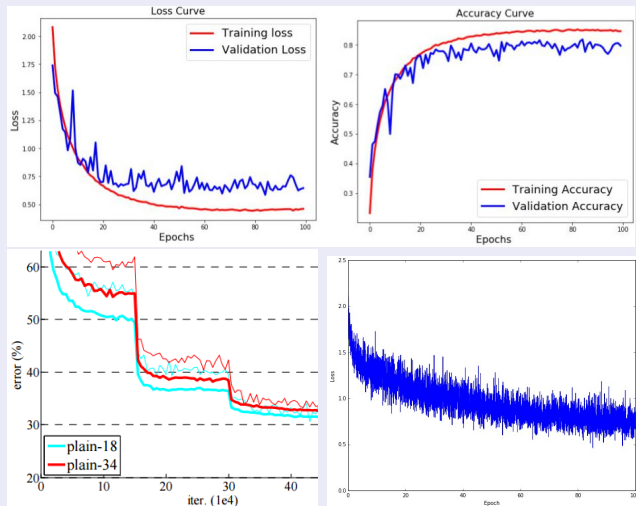 Loss Curve
2.00
1.75
1.50
1.25
1.00
0.75
0.50
Loss
Training loss
Validation Loss
0 20 40 60 80 100
Epochs
Accuracy Curve
0.8
0.7
0.6
0.5
0.4
0.3
Accuracy
Training Accuracy
Validation Accuracy
0 20 40 60 80 100
Epochs
60
50
40
30
20
error (%)
plain-18
plain-34
0 10 20 30 40
iter. (1e4)
2.5
2.0
1.5
1.0
0.5
0.0
Loss
0 20 40 60 80 100
Epoch